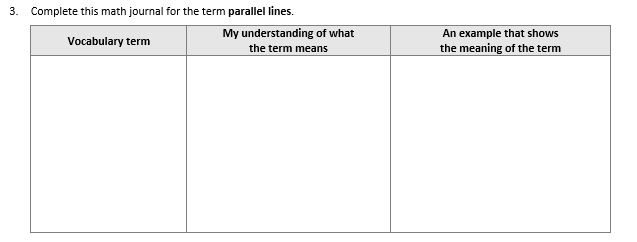 3. Complete this math journal for the term parallel lines.
Vocabulary term
My understanding of what
the term means
An example that shows
the meaning of the term